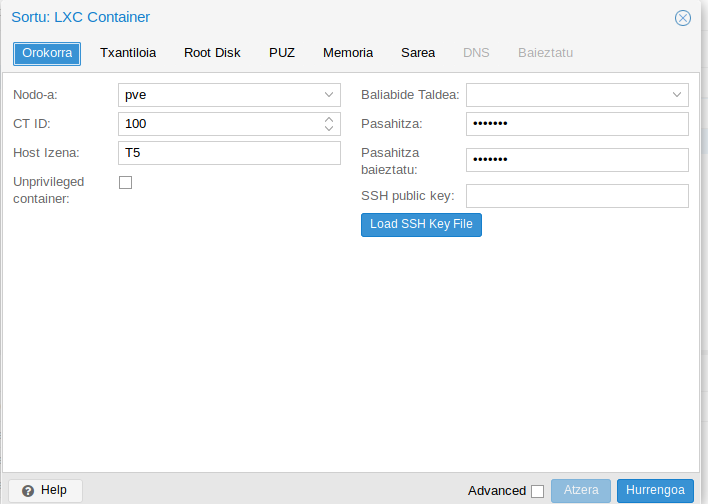 Sortu: LXC Container
Orokorra Txantiloia Root Disk PUZ Memoria Sarea DNS Baieztatu
Nodo-a: pve
CT ID: 100
Host Izena: T5
Unprivileged
container:
Baliabide Taldea:
Pasahitza: •••••••
Pasahitza
baieztatu: •••••••
SSH public key:
Load SSH Key File
Help Advanced Atzera Hurrengoa